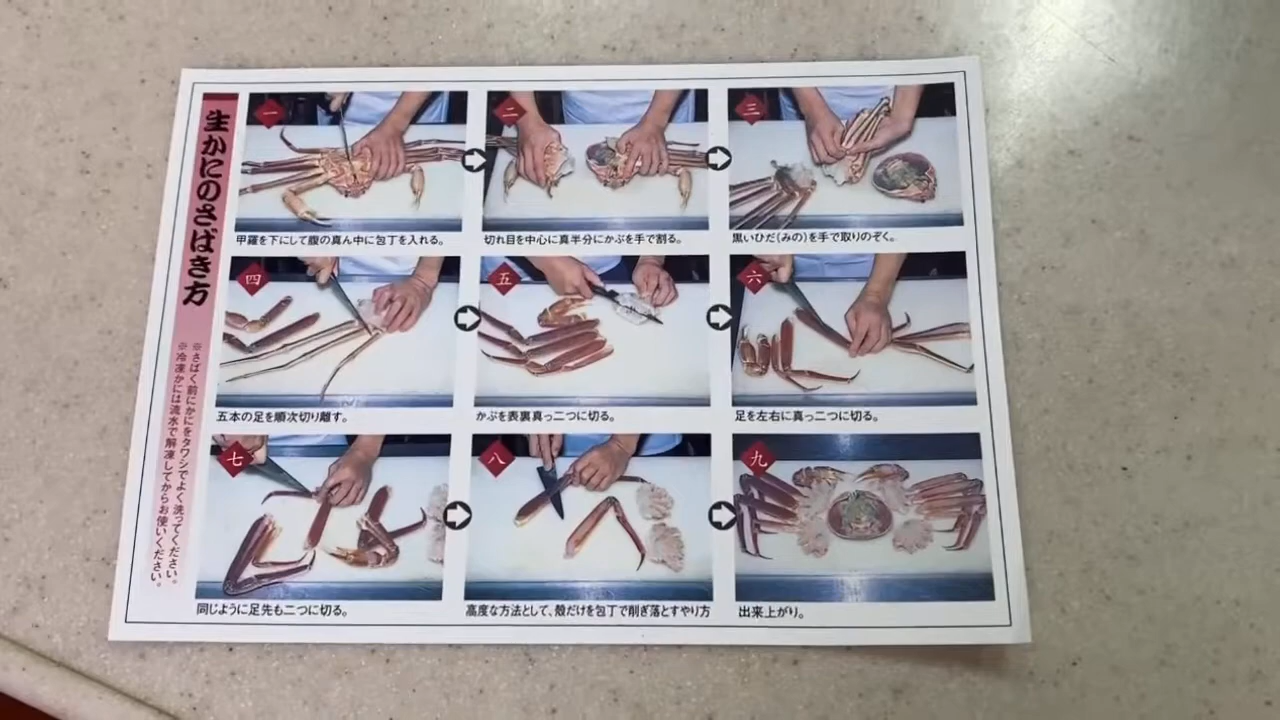 生かにのさばき方
※さばく前にかにをタワシでよく洗ってください。
※冷凍かには流水で解凍してからお使いください。
一
甲羅を下にして腹の真ん中に包丁を入れる。
二
切れ目を中心に真半分にかぶを手で割る。
三
黒いひだ(みの)を手で取りのぞく。
四
五本の足を順次切り離す。
五
かぶを表裏真っ二つに切る。
六
足を左右に真っ二つに切る。
七
同じように足先も二つに切る。
八
高度な方法として、殻だけを包丁で削ぎ落とすやり方
九
出来上がり。